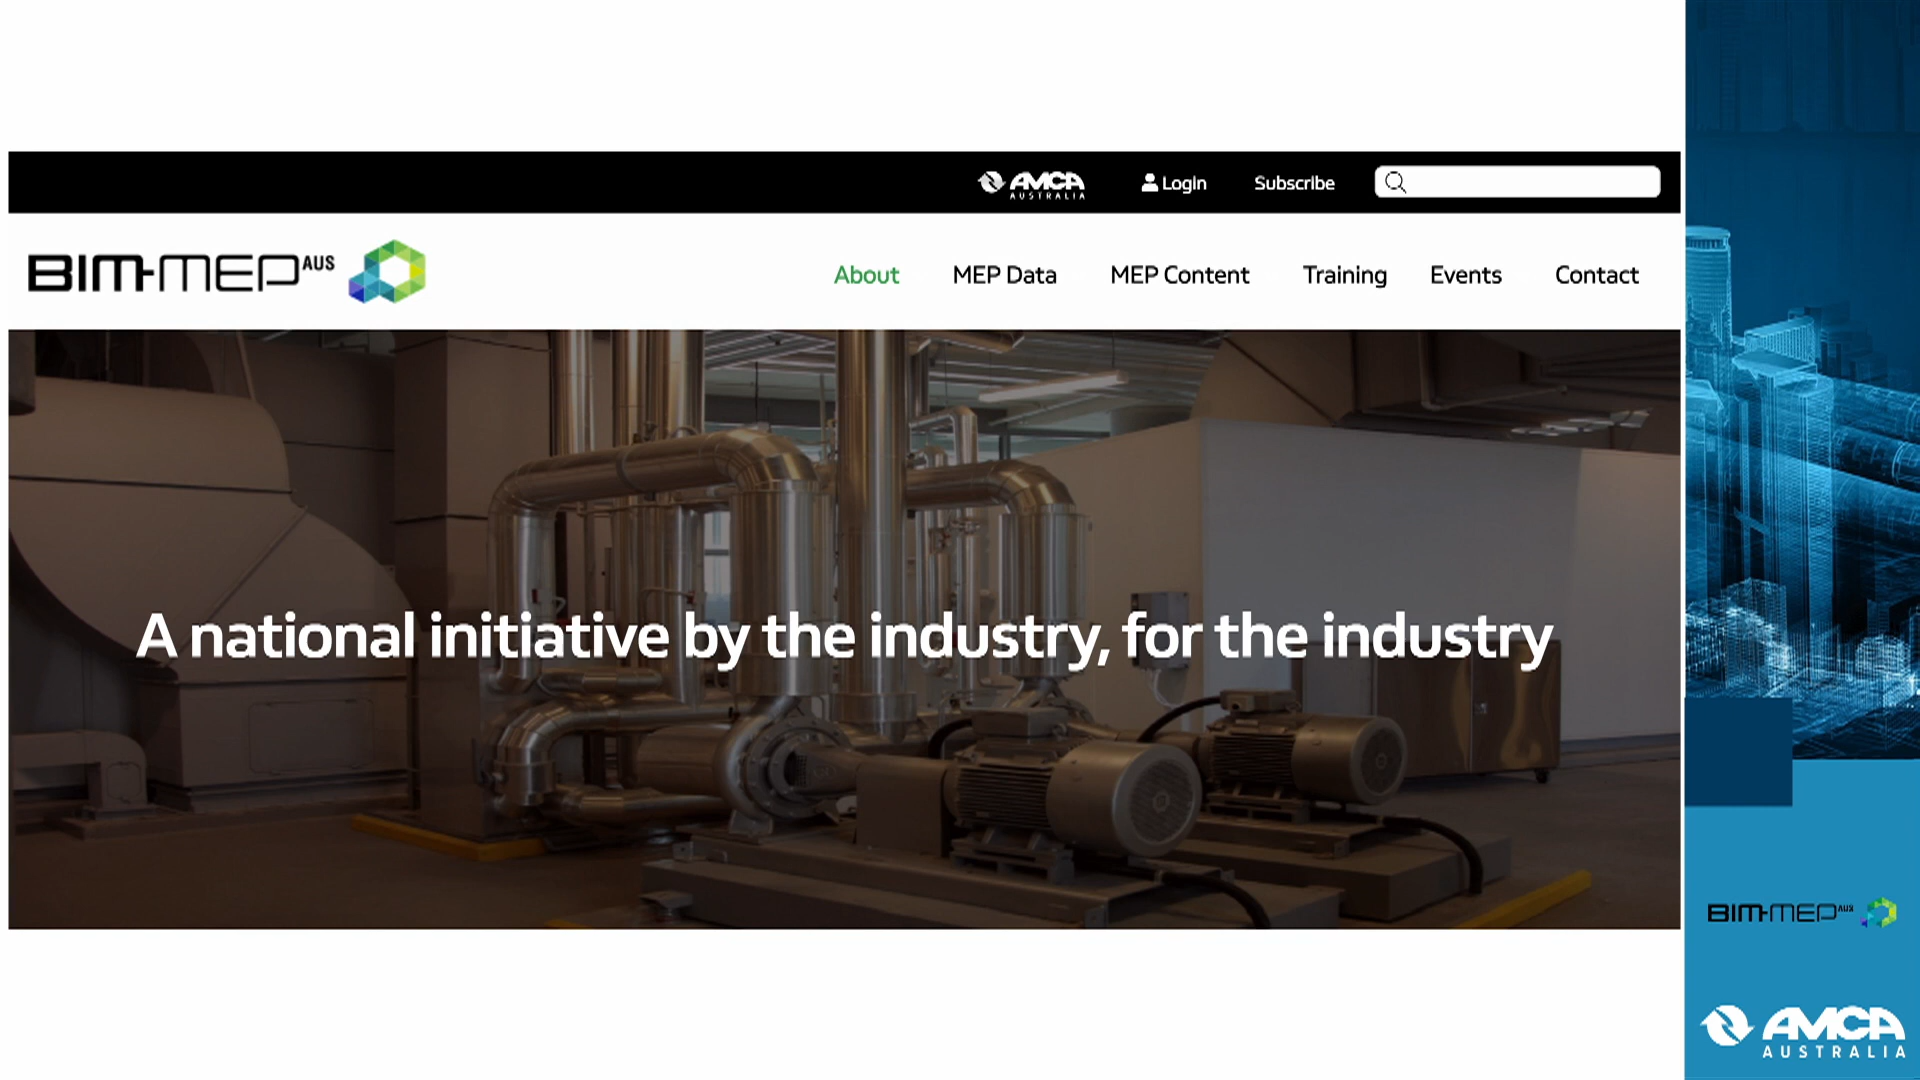 AMCA
AUSTRALIA
Login
Subscribe
BIM-MEP AUS
About
MEP Data
MEP Content
Training
Events
Contact
A national initiative by the industry, for the industry
BIM-MEP AUS
AMCA
AUSTRALIA